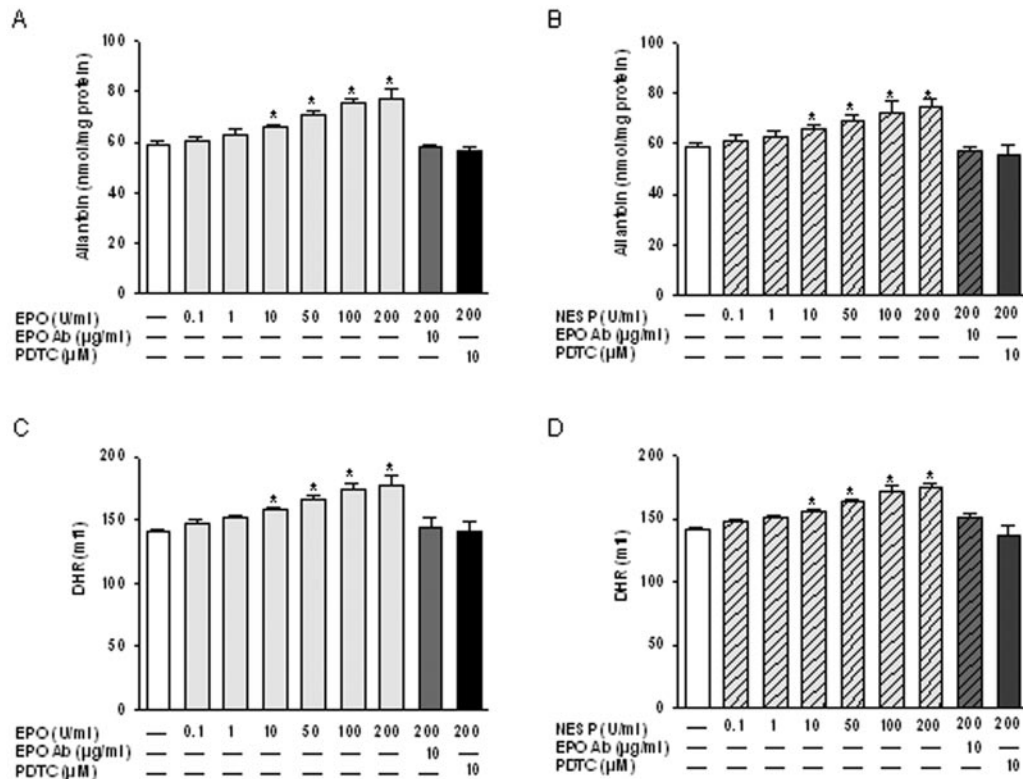 A
B
Allantoin (nmol/mg protein)
100
80
60
40
20
0
* * * *
EPO (U/ml) — 0.1 1 10 50 100 200 200 200
EPO Ab (µg/ml) — — — — — — — 10 —
PDTC (µM) — — — — — — — — 10
Allantoin (nmol/mg protein)
100
80
60
40
20
0
* * * *
NESP (U/ml) — 0.1 1 10 50 100 200 200 200
EPO Ab (µg/ml) — — — — — — — 10 —
PDTC (µM) — — — — — — — — 10
C
D
DHR (mfl)
200
150
100
50
0
* * * *
EPO (U/ml) — 0.1 1 10 50 100 200 200 200
EPO Ab (µg/ml) — — — — — — — 10 —
PDTC (µM) — — — — — — — — 10
DHR (mfl)
200
150
100
50
0
* * * *
NESP (U/ml) — 0.1 1 10 50 100 200 200 200
EPO Ab (µg/ml) — — — — — — — 10 —
PDTC (µM) — — — — — — — — 10